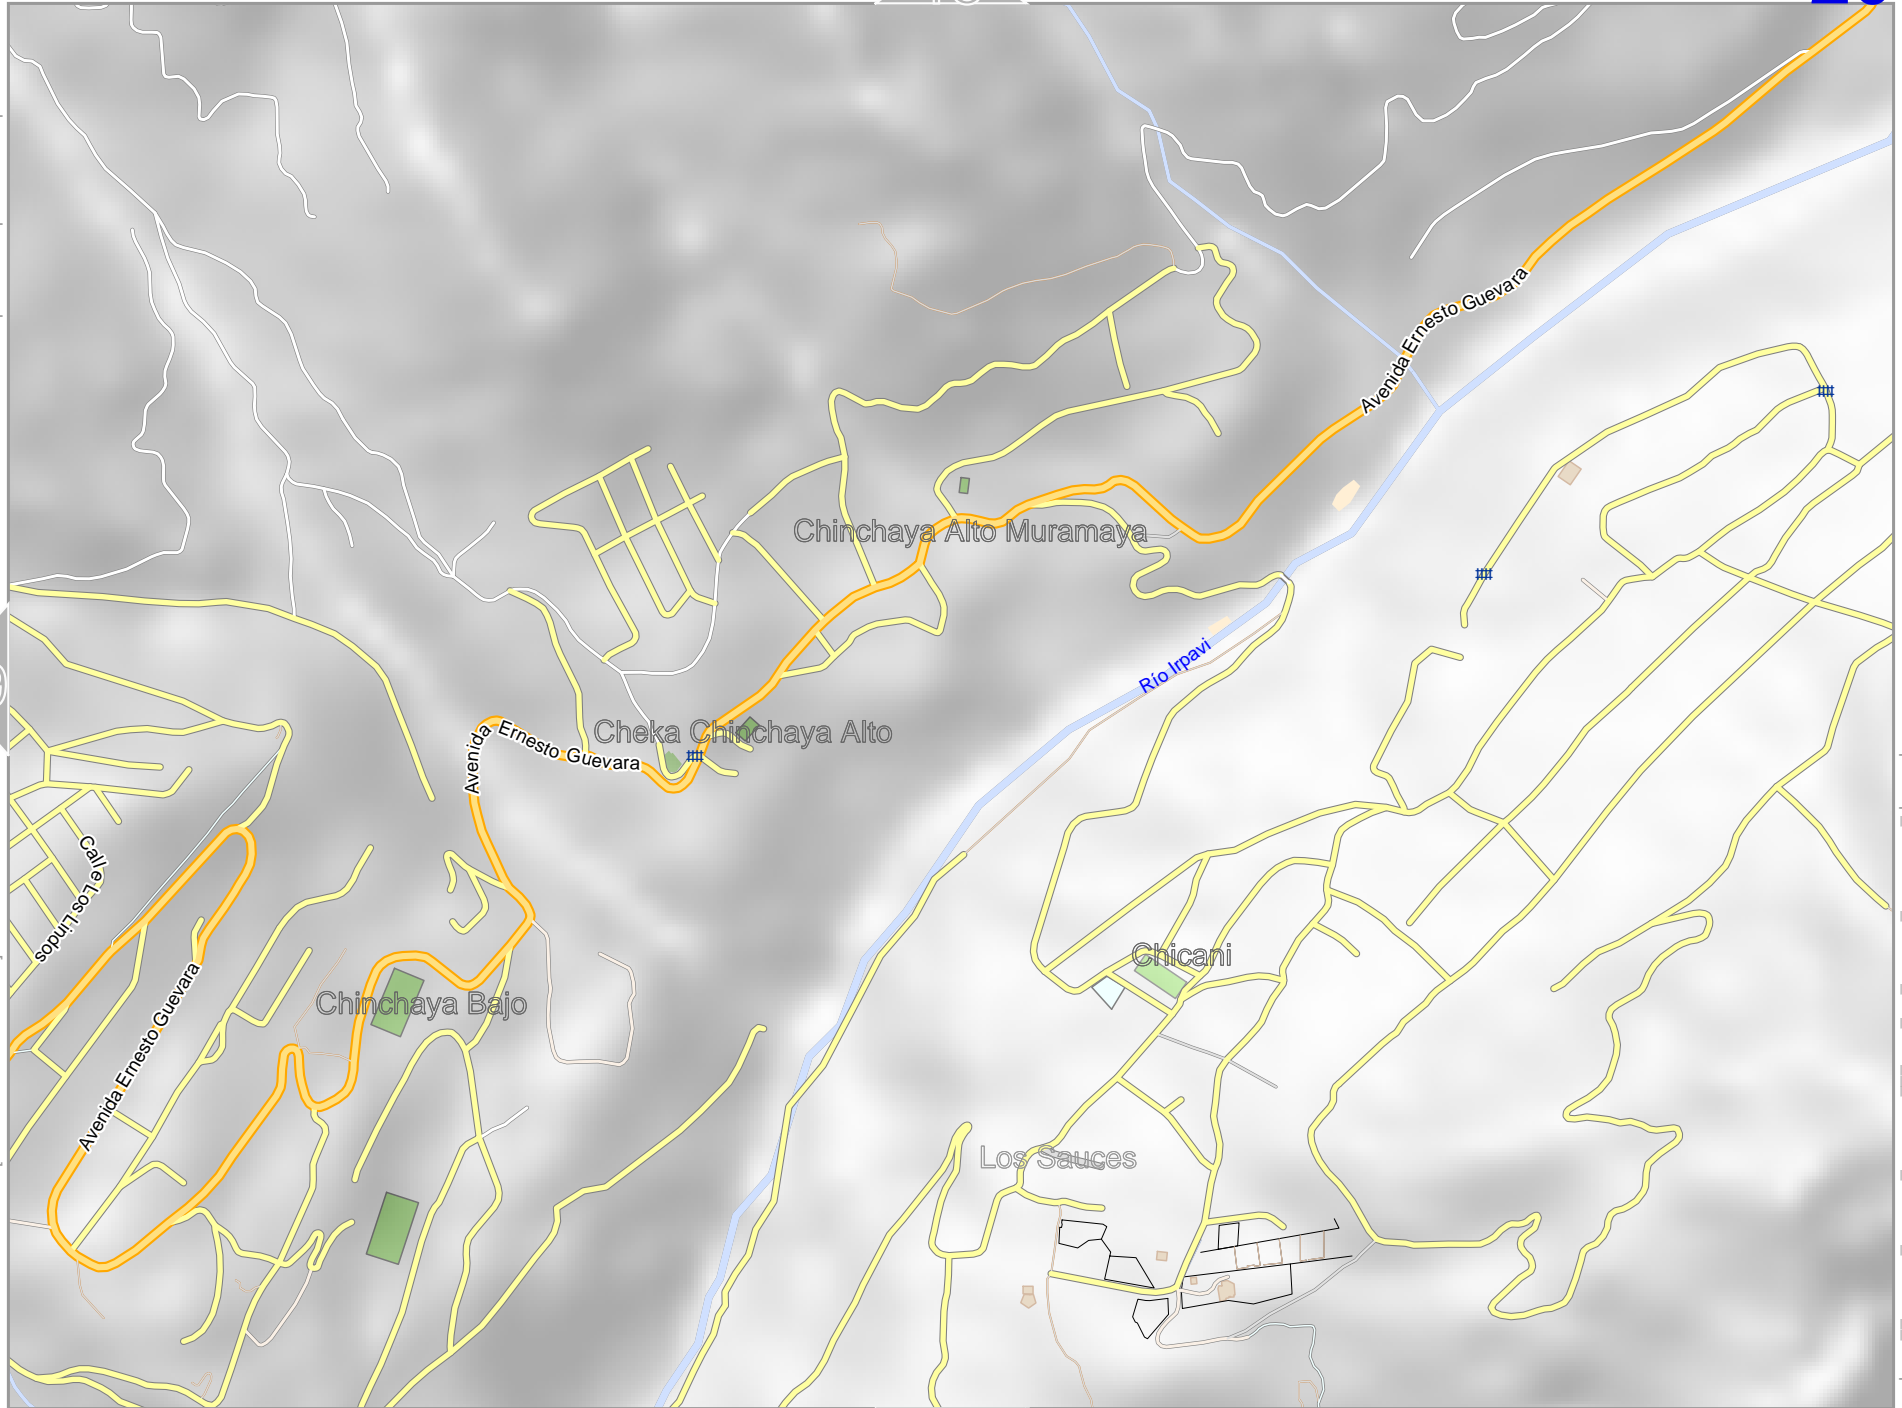 Avenida Ernesto Guevara
Chinchaya Alto Muramaya
Río Irpavi
Cheka Chinchaya Alto
Avenida Ernesto Guevara
Calle Los Lindos
Chicani
Chinchaya Bajo
Avenida Ernesto Guevara
Los Sauces